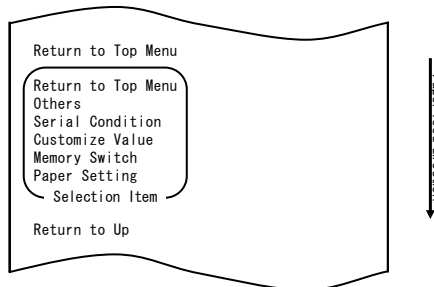 Return to Top Menu
Return to Top Menu
Others
Serial Condition
Customize Value
Memory Switch
Paper Setting
Selection Item
Return to Up